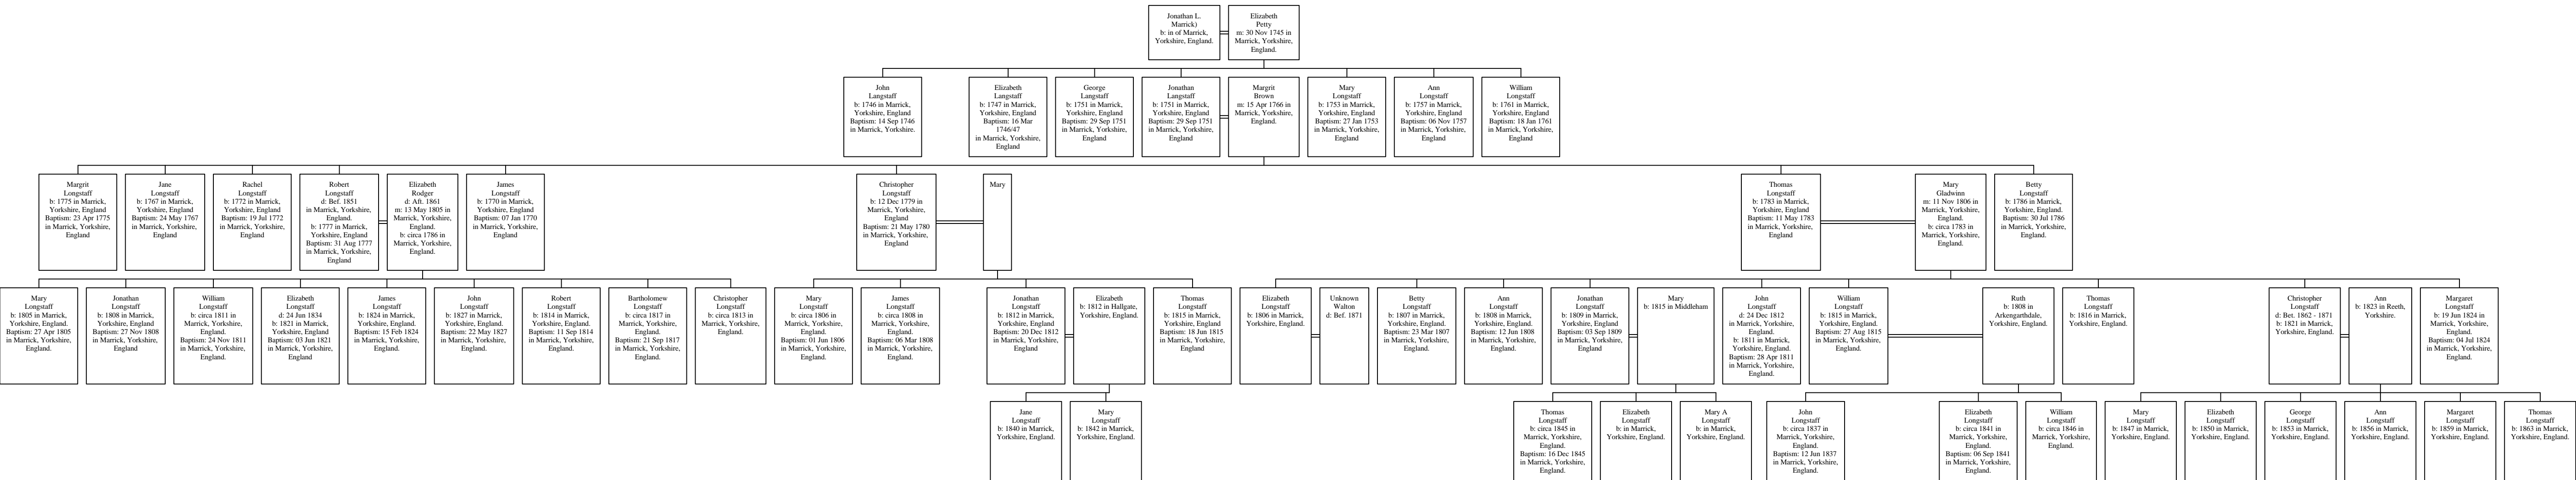 Jonathan L.
Marrick)
b: in of Marrick,
Yorkshire, England.
Elizabeth
Petty
m: 30 Nov 1745 in
Marrick, Yorkshire,
England.
John
Langstaff
b: 1746 in Marrick,
Yorkshire, England
Baptism: 14 Sep 1746
in Marrick, Yorkshire.
Elizabeth
Langstaff
b: 1747 in Marrick,
Yorkshire, England
Baptism: 16 Mar
1746/47
in Marrick, Yorkshire,
England
George
Langstaff
b: 1751 in Marrick,
Yorkshire, England
Baptism: 29 Sep 1751
in Marrick, Yorkshire,
England
Jonathan
Langstaff
b: 1751 in Marrick,
Yorkshire, England
Baptism: 29 Sep 1751
in Marrick, Yorkshire,
England
Margrit
Brown
m: 15 Apr 1766 in
Marrick, Yorkshire,
England.
Mary
Longstaff
b: 1753 in Marrick,
Yorkshire, England
Baptism: 27 Jan 1753
in Marrick, Yorkshire,
England
Ann
Longstaff
b: 1757 in Marrick,
Yorkshire, England
Baptism: 06 Nov 1757
in Marrick, Yorkshire,
England
William
Longstaff
b: 1761 in Marrick,
Yorkshire, England
Baptism: 18 Jan 1761
in Marrick, Yorkshire,
England
Margrit
Longstaff
b: 1775 in Marrick,
Yorkshire, England
Baptism: 23 Apr 1775
in Marrick, Yorkshire,
England
Jane
Longstaff
b: 1767 in Marrick,
Yorkshire, England
Baptism: 24 May 1767
in Marrick, Yorkshire,
England
Rachel
Longstaff
b: 1772 in Marrick,
Yorkshire, England
Baptism: 19 Jul 1772
in Marrick, Yorkshire,
England
Robert
Longstaff
d: Bef. 1851
in Marrick, Yorkshire,
England.
b: 1777 in Marrick,
Yorkshire, England
Baptism: 31 Aug 1777
in Marrick, Yorkshire,
England
Elizabeth
Rodger
d: Aft. 1861
m: 13 May 1805 in
Marrick, Yorkshire,
England.
b: circa 1786 in
Marrick, Yorkshire,
England.
James
Longstaff
b: 1770 in Marrick,
Yorkshire, England
Baptism: 07 Jan 1770
in Marrick, Yorkshire,
England
Christopher
Longstaff
b: 12 Dec 1779 in
Marrick, Yorkshire,
England
Baptism: 21 May 1780
in Marrick, Yorkshire,
England
Mary
Thomas
Longstaff
b: 1783 in Marrick,
Yorkshire, England
Baptism: 11 May 1783
in Marrick, Yorkshire,
England
Mary
Gladwinn
m: 11 Nov 1806 in
Marrick, Yorkshire,
England.
b: circa 1783 in
Marrick, Yorkshire,
England.
Betty
Longstaff
b: 1786 in Marrick,
Yorkshire, England.
Baptism: 30 Jul 1786
in Marrick, Yorkshire,
England.
Mary
Longstaff
b: 1805 in Marrick,
Yorkshire, England.
Baptism: 27 Apr 1805
in Marrick, Yorkshire,
England.
Jonathan
Longstaff
b: 1808 in Marrick,
Yorkshire, England
Baptism: 27 Nov 1808
in Marrick, Yorkshire,
England
William
Longstaff
b: circa 1811 in
Marrick, Yorkshire,
England.
Baptism: 24 Nov 1811
in Marrick, Yorkshire,
England.
Elizabeth
Longstaff
d: 24 Jun 1834
b: 1821 in Marrick,
Yorkshire, England
Baptism: 03 Jun 1821
in Marrick, Yorkshire,
England
James
Longstaff
b: 1824 in Marrick,
Yorkshire, England.
Baptism: 15 Feb 1824
in Marrick, Yorkshire,
England.
John
Longstaff
b: 1827 in Marrick,
Yorkshire, England.
Baptism: 22 May 1827
in Marrick, Yorkshire,
England.
Robert
Longstaff
b: 1814 in Marrick,
Yorkshire, England.
Baptism: 11 Sep 1814
in Marrick, Yorkshire,
England.
Bartholomew
Longstaff
b: circa 1817 in
Marrick, Yorkshire,
England.
Baptism: 21 Sep 1817
in Marrick, Yorkshire,
England.
Christopher
Longstaff
b: circa 1813 in
Marrick, Yorkshire,
England.
Mary
Longstaff
b: circa 1806 in
Marrick, Yorkshire,
England.
Baptism: 01 Jun 1806
in Marrick, Yorkshire,
England.
James
Longstaff
b: circa 1808 in
Marrick, Yorkshire,
England.
Baptism: 06 Mar 1808
in Marrick, Yorkshire,
England.
Jonathan
Longstaff
b: 1812 in Marrick,
Yorkshire, England
Baptism: 20 Dec 1812
in Marrick, Yorkshire,
England
Elizabeth
b: 1812 in Hallgate,
Yorkshire, England.
Thomas
Longstaff
b: 1815 in Marrick,
Yorkshire, England
Baptism: 18 Jun 1815
in Marrick, Yorkshire,
England
Elizabeth
Longstaff
b: 1806 in Marrick,
Yorkshire, England.
Unknown
Walton
d: Bef. 1871
Betty
Longstaff
b: 1807 in Marrick,
Yorkshire, England.
Baptism: 23 Mar 1807
in Marrick, Yorkshire,
England.
Ann
Longstaff
b: 1808 in Marrick,
Yorkshire, England.
Baptism: 12 Jun 1808
in Marrick, Yorkshire,
England.
Jonathan
Longstaff
b: 1809 in Marrick,
Yorkshire, England.
Baptism: 03 Sep 1809
in Marrick, Yorkshire,
England.
Mary
b: 1815 in Middleham
John
Longstaff
d: 24 Dec 1812
in Marrick, Yorkshire,
England.
b: 1811 in Marrick,
Yorkshire, England.
Baptism: 28 Apr 1811
in Marrick, Yorkshire,
England.
William
Longstaff
b: 1815 in Marrick,
Yorkshire, England.
Baptism: 27 Aug 1815
in Marrick, Yorkshire,
England.
Ruth
b: 1808 in
Arkengarthdale,
Yorkshire, England.
Thomas
Longstaff
b: 1816 in Marrick,
Yorkshire, England.
Christopher
Longstaff
d: Bet. 1862 - 1871
b: 1821 in Marrick,
Yorkshire, England.
Ann
b: 1823 in Reeth,
Yorkshire.
Margaret
Longstaff
b: 19 Jun 1824 in
Marrick, Yorkshire,
England.
Baptism: 04 Jul 1824
in Marrick, Yorkshire,
England.
Jane
Longstaff
b: 1840 in Marrick,
Yorkshire, England.
Mary
Longstaff
b: 1842 in Marrick,
Yorkshire, England.
Thomas
Longstaff
b: circa 1845 in
Marrick, Yorkshire,
England.
Baptism: 16 Dec 1845
in Marrick, Yorkshire,
England.
Elizabeth
Longstaff
b: in Marrick,
Yorkshire, England.
Mary A
Longstaff
b: in Marrick,
Yorkshire, England.
John
Longstaff
b: circa 1837 in
Marrick, Yorkshire,
England.
Baptism: 12 Jun 1837
in Marrick, Yorkshire,
England.
Elizabeth
Longstaff
b: circa 1841 in
Marrick, Yorkshire,
England.
Baptism: 06 Sep 1841
in Marrick, Yorkshire,
England.
William
Longstaff
b: circa 1846 in
Marrick, Yorkshire,
England.
Mary
Longstaff
b: 1847 in Marrick,
Yorkshire, England.
Elizabeth
Longstaff
b: 1850 in Marrick,
Yorkshire, England.
George
Longstaff
b: 1853 in Marrick,
Yorkshire, England.
Ann
Longstaff
b: 1856 in Marrick,
Yorkshire, England.
Margaret
Longstaff
b: 1859 in Marrick,
Yorkshire, England.
Thomas
Longstaff
b: 1863 in Marrick,
Yorkshire, England.